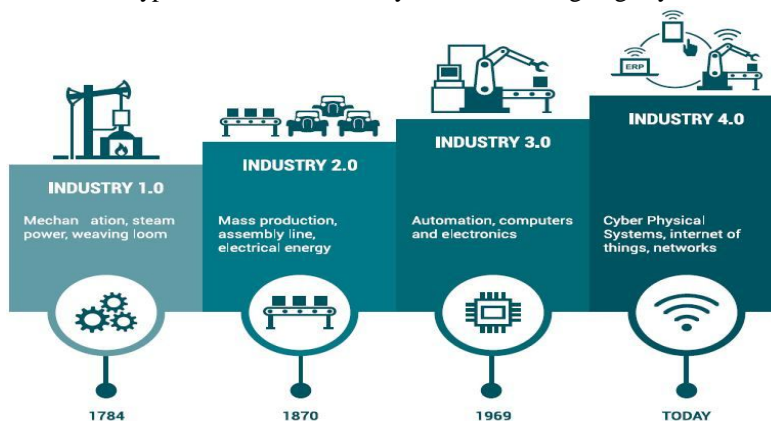 ERP
INDUSTRY 1.0
Mechan ation, steam
power, weaving loom
INDUSTRY 2.0
Mass production,
assembly line,
electrical energy
INDUSTRY 3.0
Automation, computers
and electronics
INDUSTRY 4.0
Cyber Physical
Systems, internet of
things, networks
1784
1870
1969
TODAY